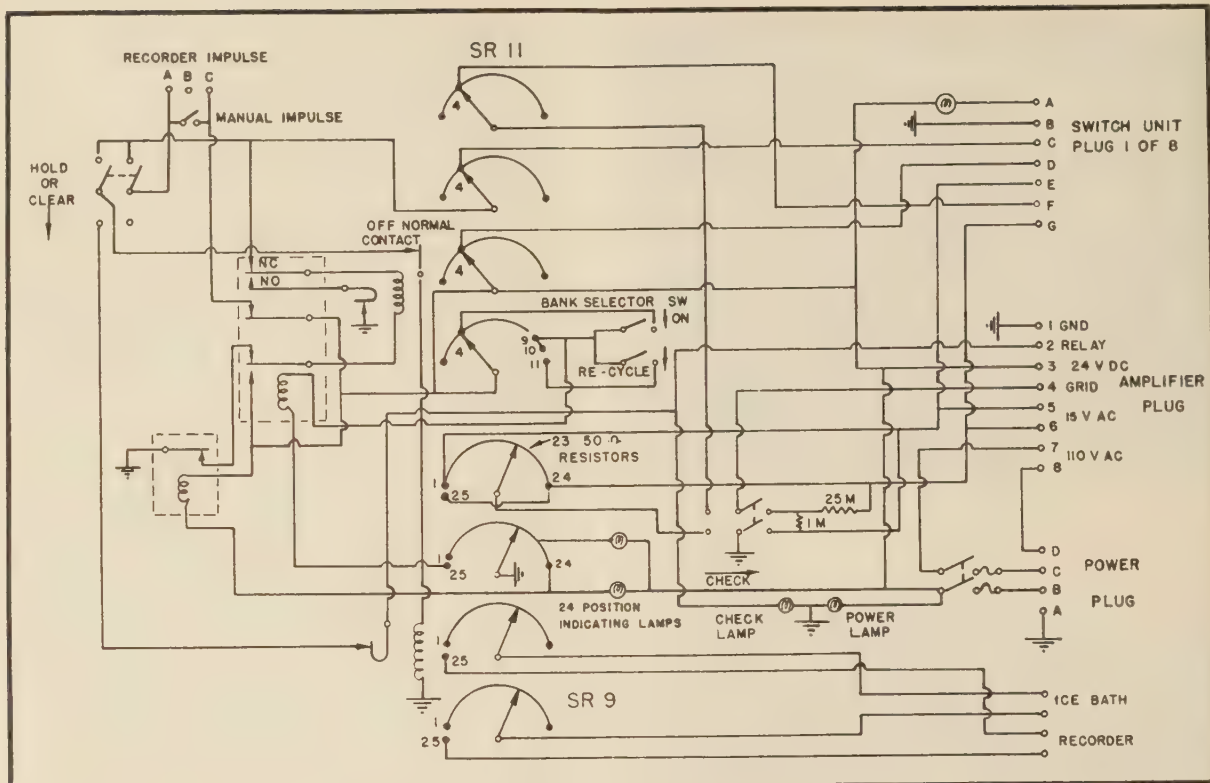 SR 11
RECORDER IMPULSE
A B C
MANUAL IMPULSE
HOLD
OR
CLEAR
4
4
OFF NORMAL
CONTACT
4
NC
NO
BANK SELECTOR SW
ON
4
9
10
11
RE-CYCLE
23 50 Ω
RESISTORS
1
25
24
25 M
1 M
CHECK
1
25
24
24 POSITION
INDICATING LAMPS
CHECK
LAMP
POWER
LAMP
1
25
SR 9
1
25
A
B
C
D
E
F
G
SWITCH UNIT
PLUG 1 OF 8
1 GND
2 RELAY
3 24 V DC
4 GRID
5
15 V AC
6
7
110 V AC
8
AMPLIFIER
PLUG
D
C
B
A
POWER
PLUG
ICE BATH
RECORDER